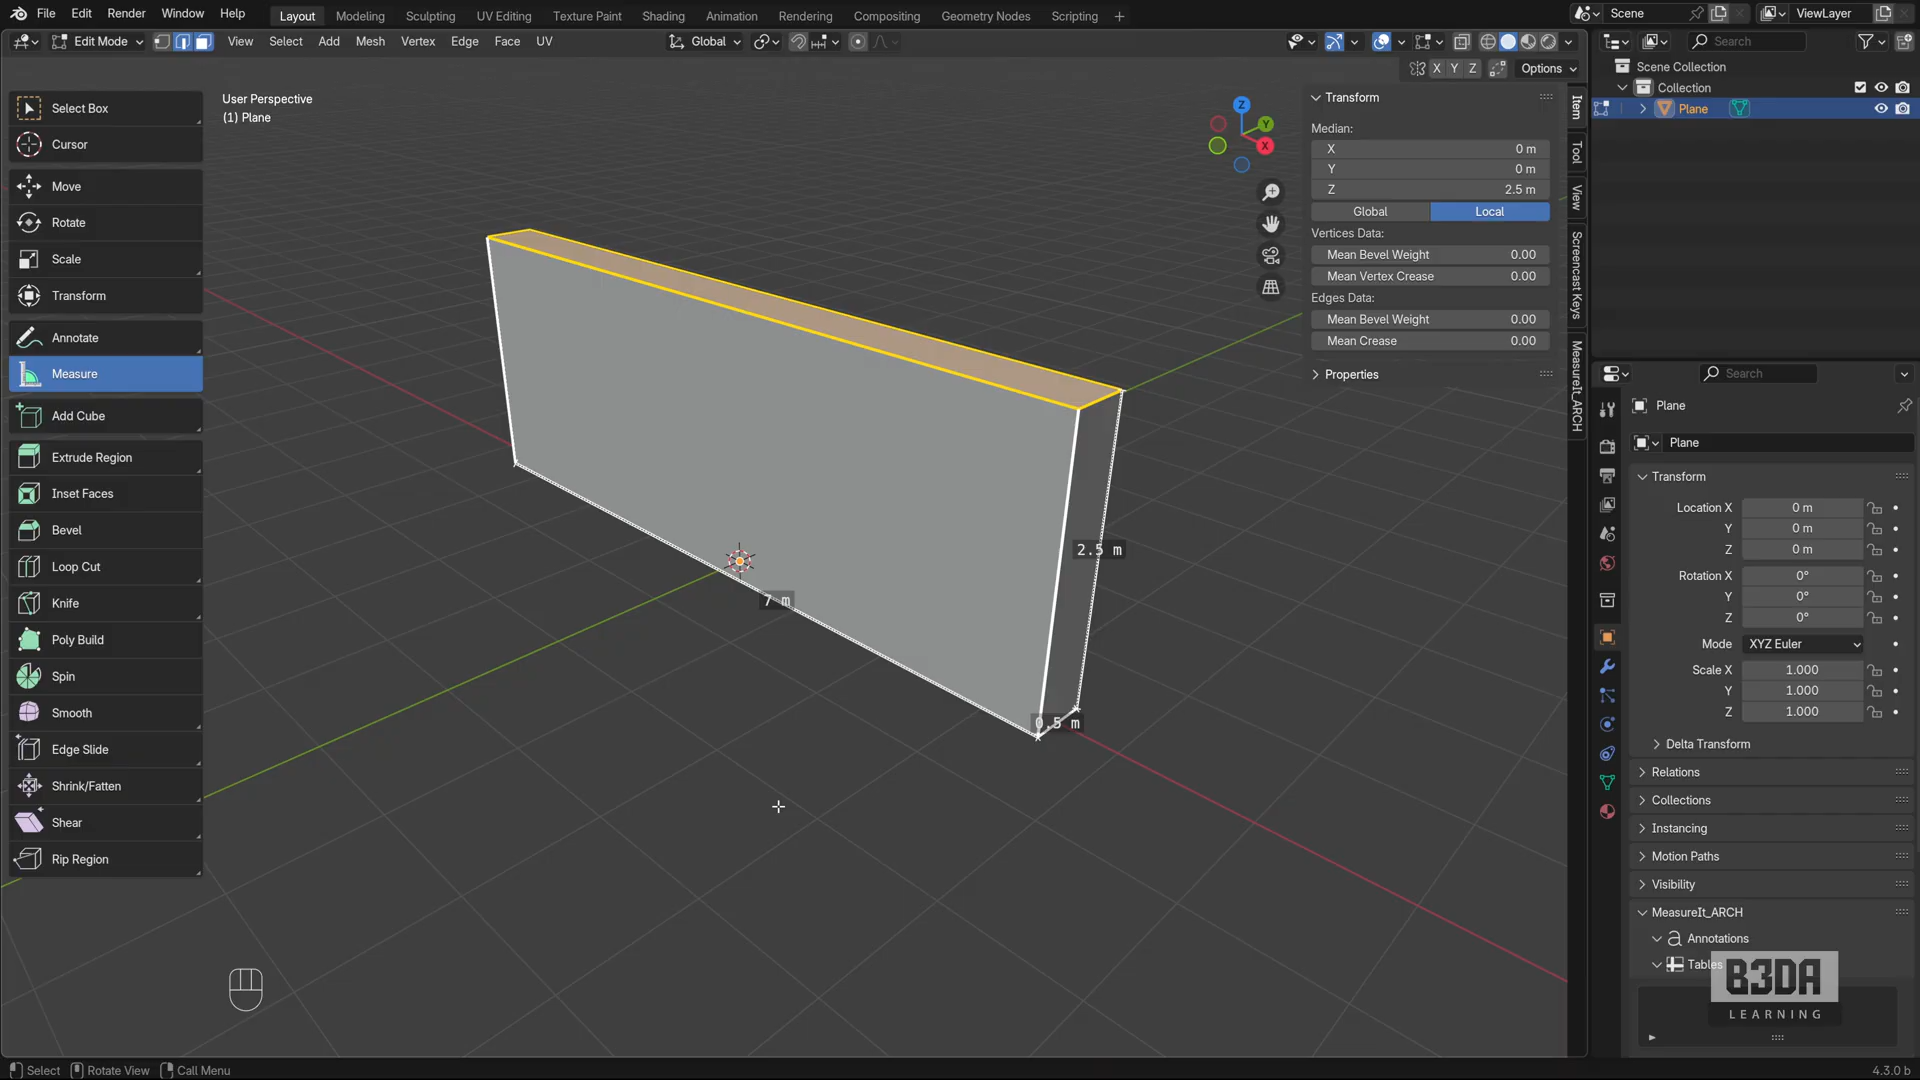 File Edit Render Window Help
Layout Modeling Sculpting UV Editing Texture Paint Shading Animation Rendering Compositing Geometry Nodes Scripting +
Scene
ViewLayer
Edit Mode
View Select Add Mesh Vertex Edge Face UV
Global
Search
X Y Z
Options
Scene Collection
Collection
Plane
User Perspective
(1) Plane
Select Box
Cursor
Move
Rotate
Scale
Transform
Annotate
Measure
Add Cube
Extrude Region
Inset Faces
Bevel
Loop Cut
Knife
Poly Build
Spin
Smooth
Edge Slide
Shrink/Fatten
Shear
Rip Region
Z
Y
X
2.5 m
7 m
0.5 m
Transform
Median:
X 0 m
Y 0 m
Z 2.5 m
Global Local
Vertices Data:
Mean Bevel Weight 0.00
Mean Vertex Crease 0.00
Edges Data:
Mean Bevel Weight 0.00
Mean Crease 0.00
Properties
Item
Tool
View
Screencast Keys
MeasureIt_ARCH
Search
Plane
Plane
Transform
Location X 0 m
Y 0 m
Z 0 m
Rotation X 0°
Y 0°
Z 0°
Mode XYZ Euler
Scale X 1.000
Y 1.000
Z 1.000
Delta Transform
Relations
Collections
Instancing
Motion Paths
Visibility
MeasureIt_ARCH
Annotations
Tables
B3DA
LEARNING
Select Rotate View Call Menu
4.3.0 b